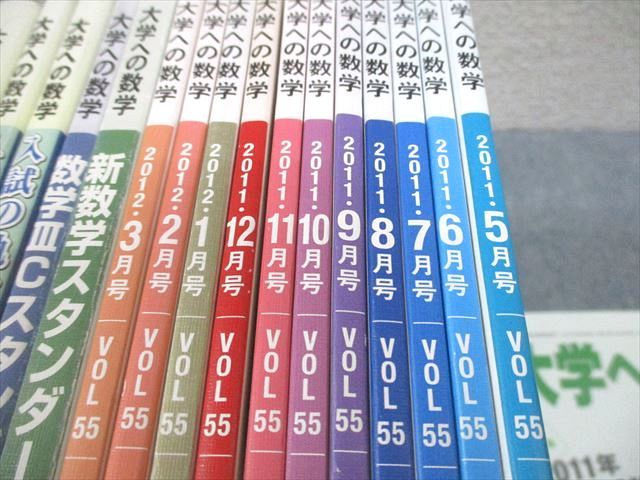 大学への数学
大学への数学
入試の
大学への数学
数学ⅢCスタン
大学への数学
新数学スタンダー
大学への数学
2012・3月号
VOL 55
大学への数学
2012・2月号
VOL 55
大学への数学
2012・1月号
VOL 55
大学への数学
2011・12月号
VOL 55
大学への数学
2011・11月号
VOL 55
大学への数学
2011・10月号
VOL 55
大学への数学
2011・9月号
VOL 55
大学への数学
2011・8月号
VOL 55
大学への数学
2011・7月号
VOL 55
大学への数学
2011・6月号
VOL 55
学への数学
2011・5月号
VOL 55
大学へ
2011年